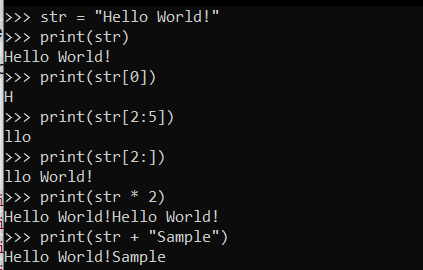 >>> str = "Hello World!"
>>> print(str)
Hello World!
>>> print(str[0])
H
>>> print(str[2:5])
llo
>>> print(str[2:])
llo World!
>>> print(str * 2)
Hello World!Hello World!
>>> print(str + "Sample")
Hello World!Sample